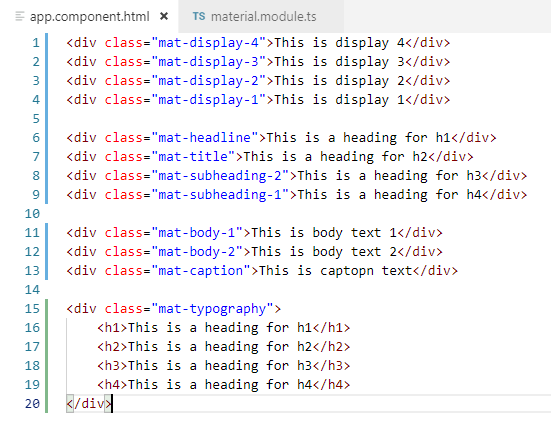 app.component.html × TS material.module.ts
1 <div class="mat-display-4">This is display 4</div>
2 <div class="mat-display-3">This is display 3</div>
3 <div class="mat-display-2">This is display 2</div>
4 <div class="mat-display-1">This is display 1</div>
5
6 <div class="mat-headline">This is a heading for h1</div>
7 <div class="mat-title">This is a heading for h2</div>
8 <div class="mat-subheading-2">This is a heading for h3</div>
9 <div class="mat-subheading-1">This is a heading for h4</div>
10
11 <div class="mat-body-1">This is body text 1</div>
12 <div class="mat-body-2">This is body text 2</div>
13 <div class="mat-caption">This is captopn text</div>
14
15 <div class="mat-typography">
16     <h1>This is a heading for h1</h1>
17     <h2>This is a heading for h2</h2>
18     <h3>This is a heading for h3</h3>
19     <h4>This is a heading for h4</h4>
20 </div>